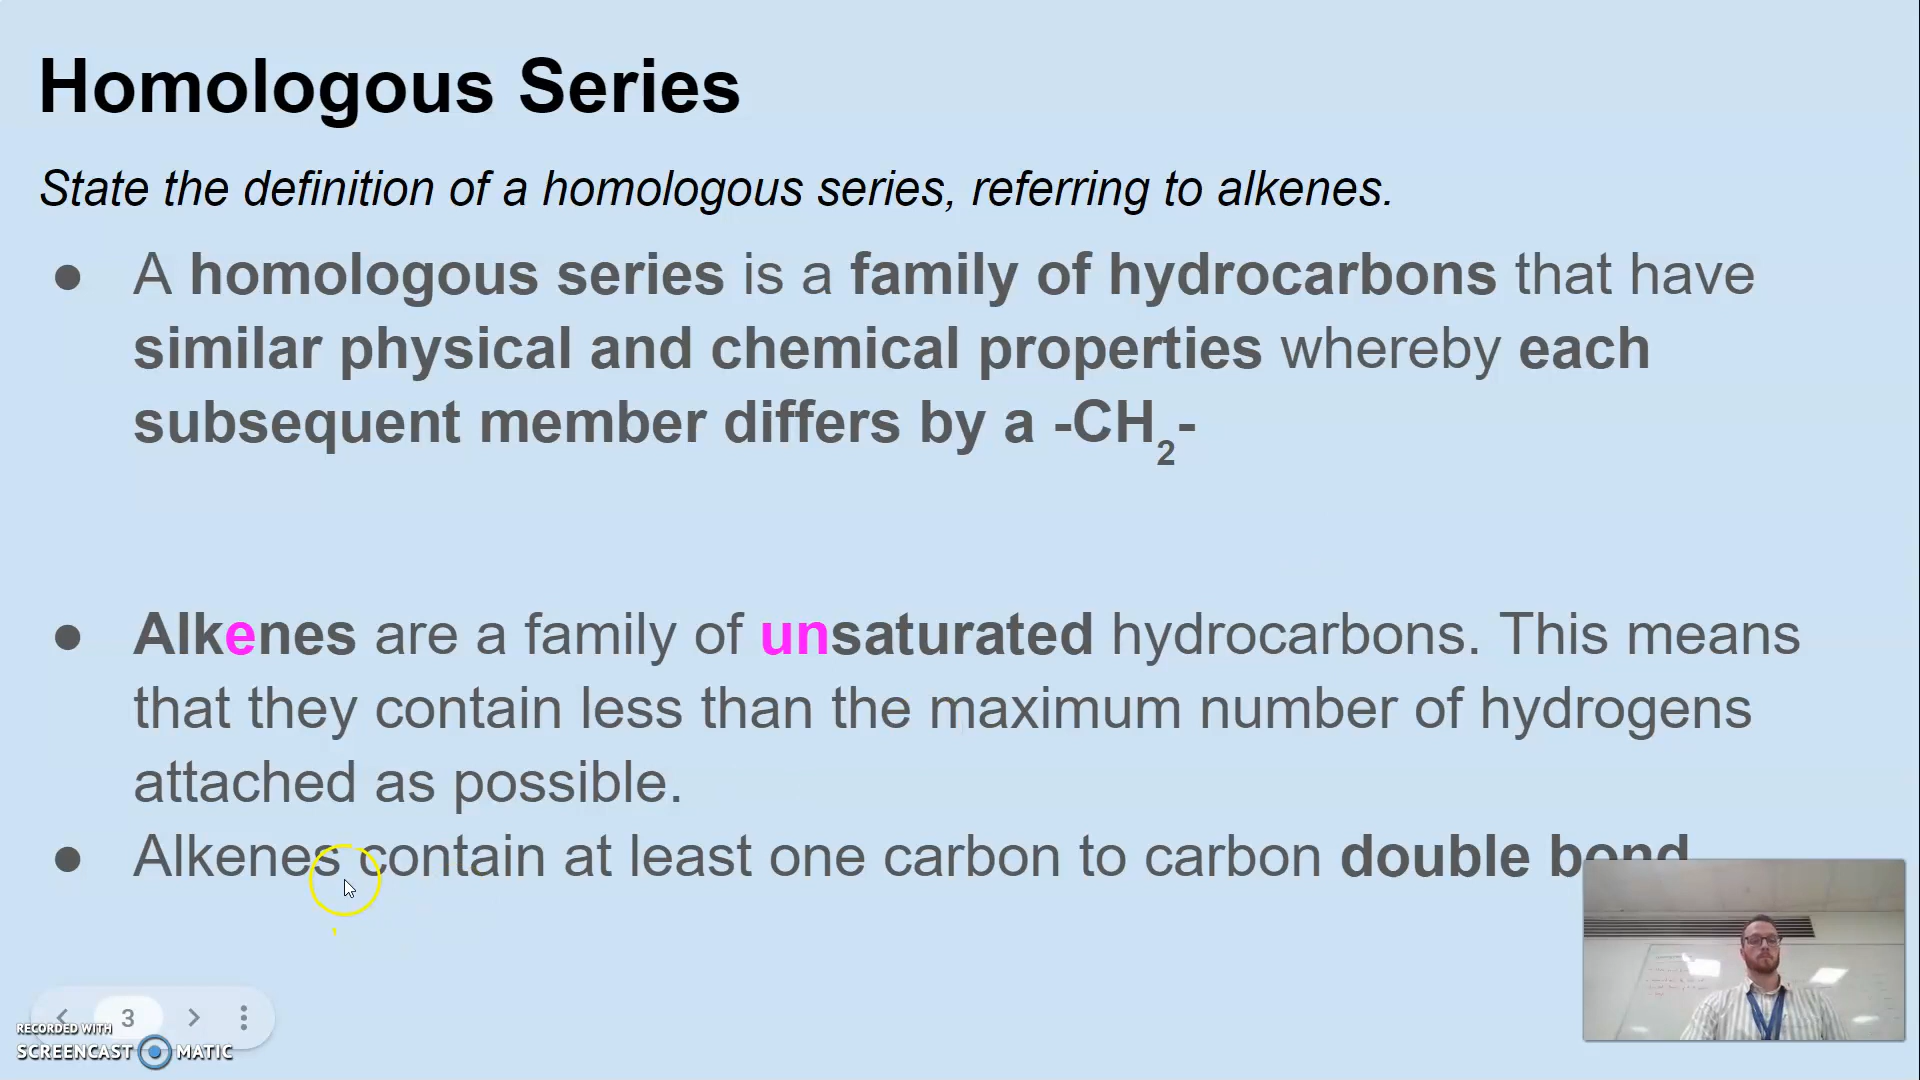 Homologous Series
State the definition of a homologous series, referring to alkenes.
● A homologous series is a family of hydrocarbons that have
similar physical and chemical properties whereby each
subsequent member differs by a -CH₂-
● Alkenes are a family of unsaturated hydrocarbons. This means
that they contain less than the maximum number of hydrogens
attached as possible.
● Alkenes contain at least one carbon to carbon double bond
3
RECORDED WITH
SCREENCAST MATIC